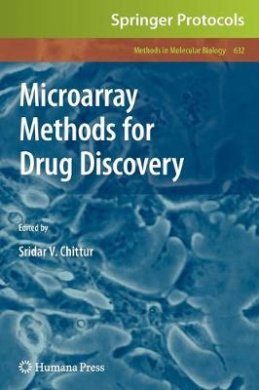 Springer Protocols
Methods in Molecular Biology 632
Microarray
Methods for
Drug Discovery
Edited by
Sridar V. Chittur
Humana Press